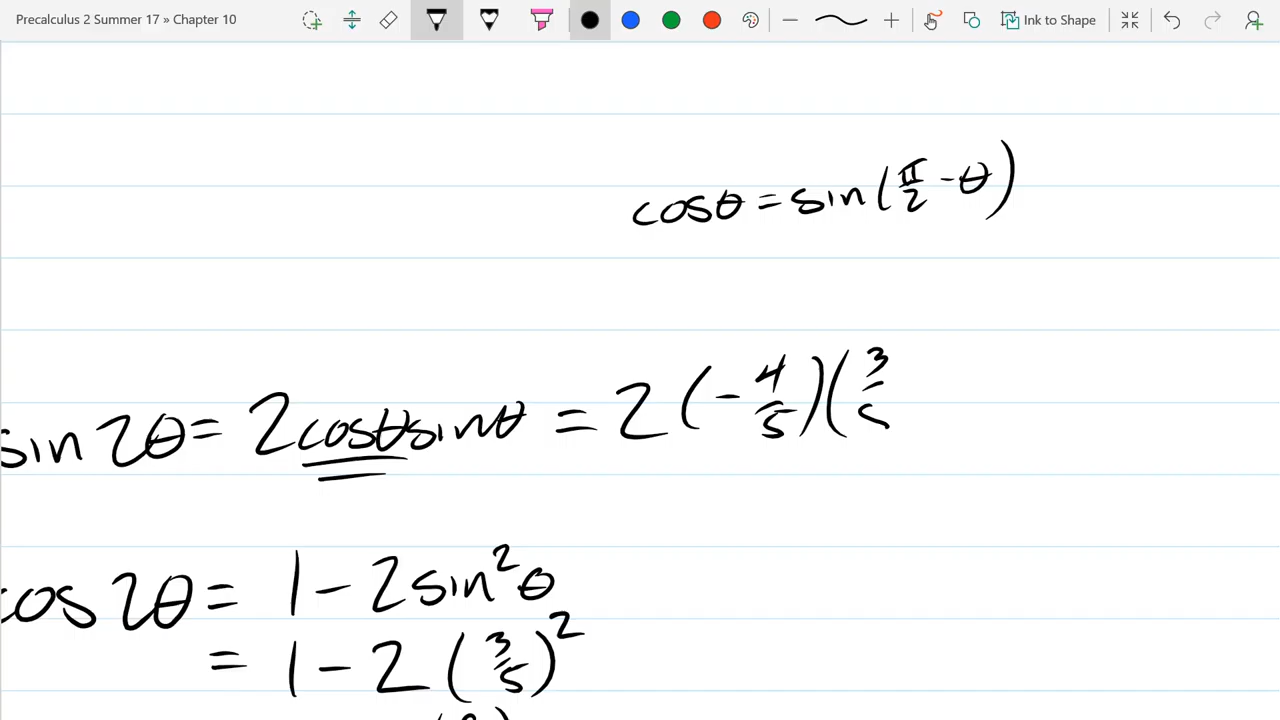 Precalculus 2 Summer 17 » Chapter 10
Ink to Shape
cosθ = sin(π/2 - θ)
sin 2θ = 2cosθsinθ = 2(-4/5)(3/5
cos 2θ = 1 - 2sin²θ
= 1 - 2(3/5)²